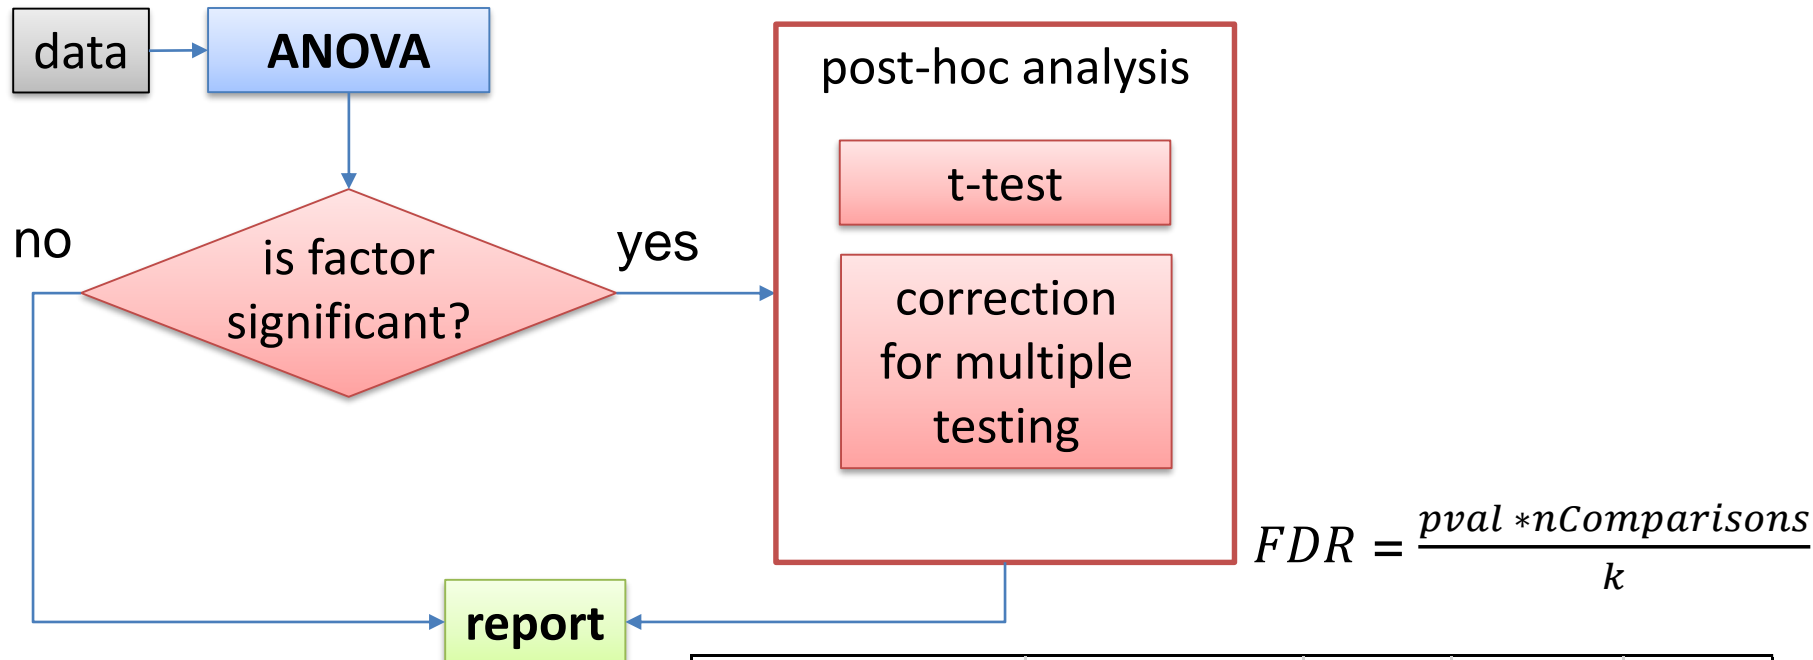 data
ANOVA
post-hoc analysis
t-test
no
is factor
significant?
yes
correction
for multiple
testing
FDR = pval *nComparisons / k
report